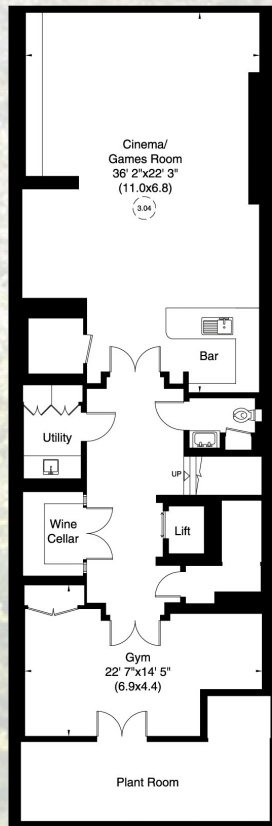 Cinema/
Games Room
36' 2"x22' 3"
(11.0x6.8)
3.04
Bar
Utility
UP
Wine
Cellar
Lift
Gym
22' 7"x14' 5"
(6.9x4.4)
Plant Room